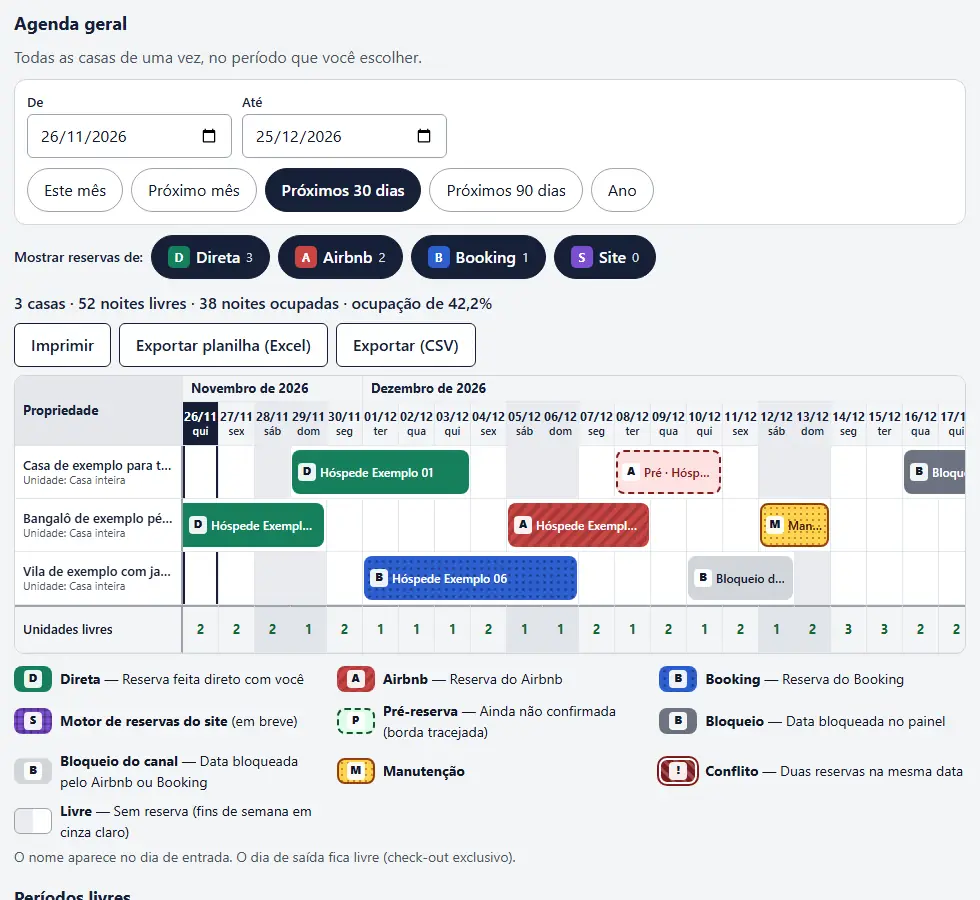 Agenda geral
Todas as casas de uma vez, no período que você escolher.
De Até
26/11/2026 25/12/2026
Este mês Próximo mês Próximos 30 dias Próximos 90 dias Ano
Mostrar reservas de: D Direta 3 A Airbnb 2 B Booking 1 S Site 0
3 casas · 52 noites livres · 38 noites ocupadas · ocupação de 42,2%
Imprimir Exportar planilha (Excel) Exportar (CSV)
Propriedade Novembro de 2026 Dezembro de 2026
26/11 27/11 28/11 29/11 30/11 01/12 02/12 03/12 04/12 05/12 06/12 07/12 08/12 09/12 10/12 11/12 12/12 13/12 14/12 15/12 16/12 17/1
qui sex sáb dom seg ter qua qui sex sáb dom seg ter qua qui sex sáb dom seg ter qua qui
Casa de exemplo para t... D Hóspede Exemplo 01 A Pré · Hósp... B Bloqu
Unidade: Casa inteira
Bangalô de exemplo pé... D Hóspede Exempl... A Hóspede Exempl... M Man...
Unidade: Casa inteira
Vila de exemplo com ja... B Hóspede Exemplo 06 B Bloqueio d...
Unidade: Casa inteira
Unidades livres 2 2 2 1 2 1 1 1 2 1 1 2 1 2 1 2 1 2 3 3 2 2
D Direta — Reserva feita direto com você A Airbnb — Reserva do Airbnb B Booking — Reserva do Booking
S Motor de reservas do site (em breve) P Pré-reserva — Ainda não confirmada
(borda tracejada) B Bloqueio — Data bloqueada no painel
B Bloqueio do canal — Data bloqueada
pelo Airbnb ou Booking M Manutenção ! Conflito — Duas reservas na mesma data
Livre — Sem reserva (fins de semana em
cinza claro)
O nome aparece no dia de entrada. O dia de saída fica livre (check-out exclusivo).
Períodos livres